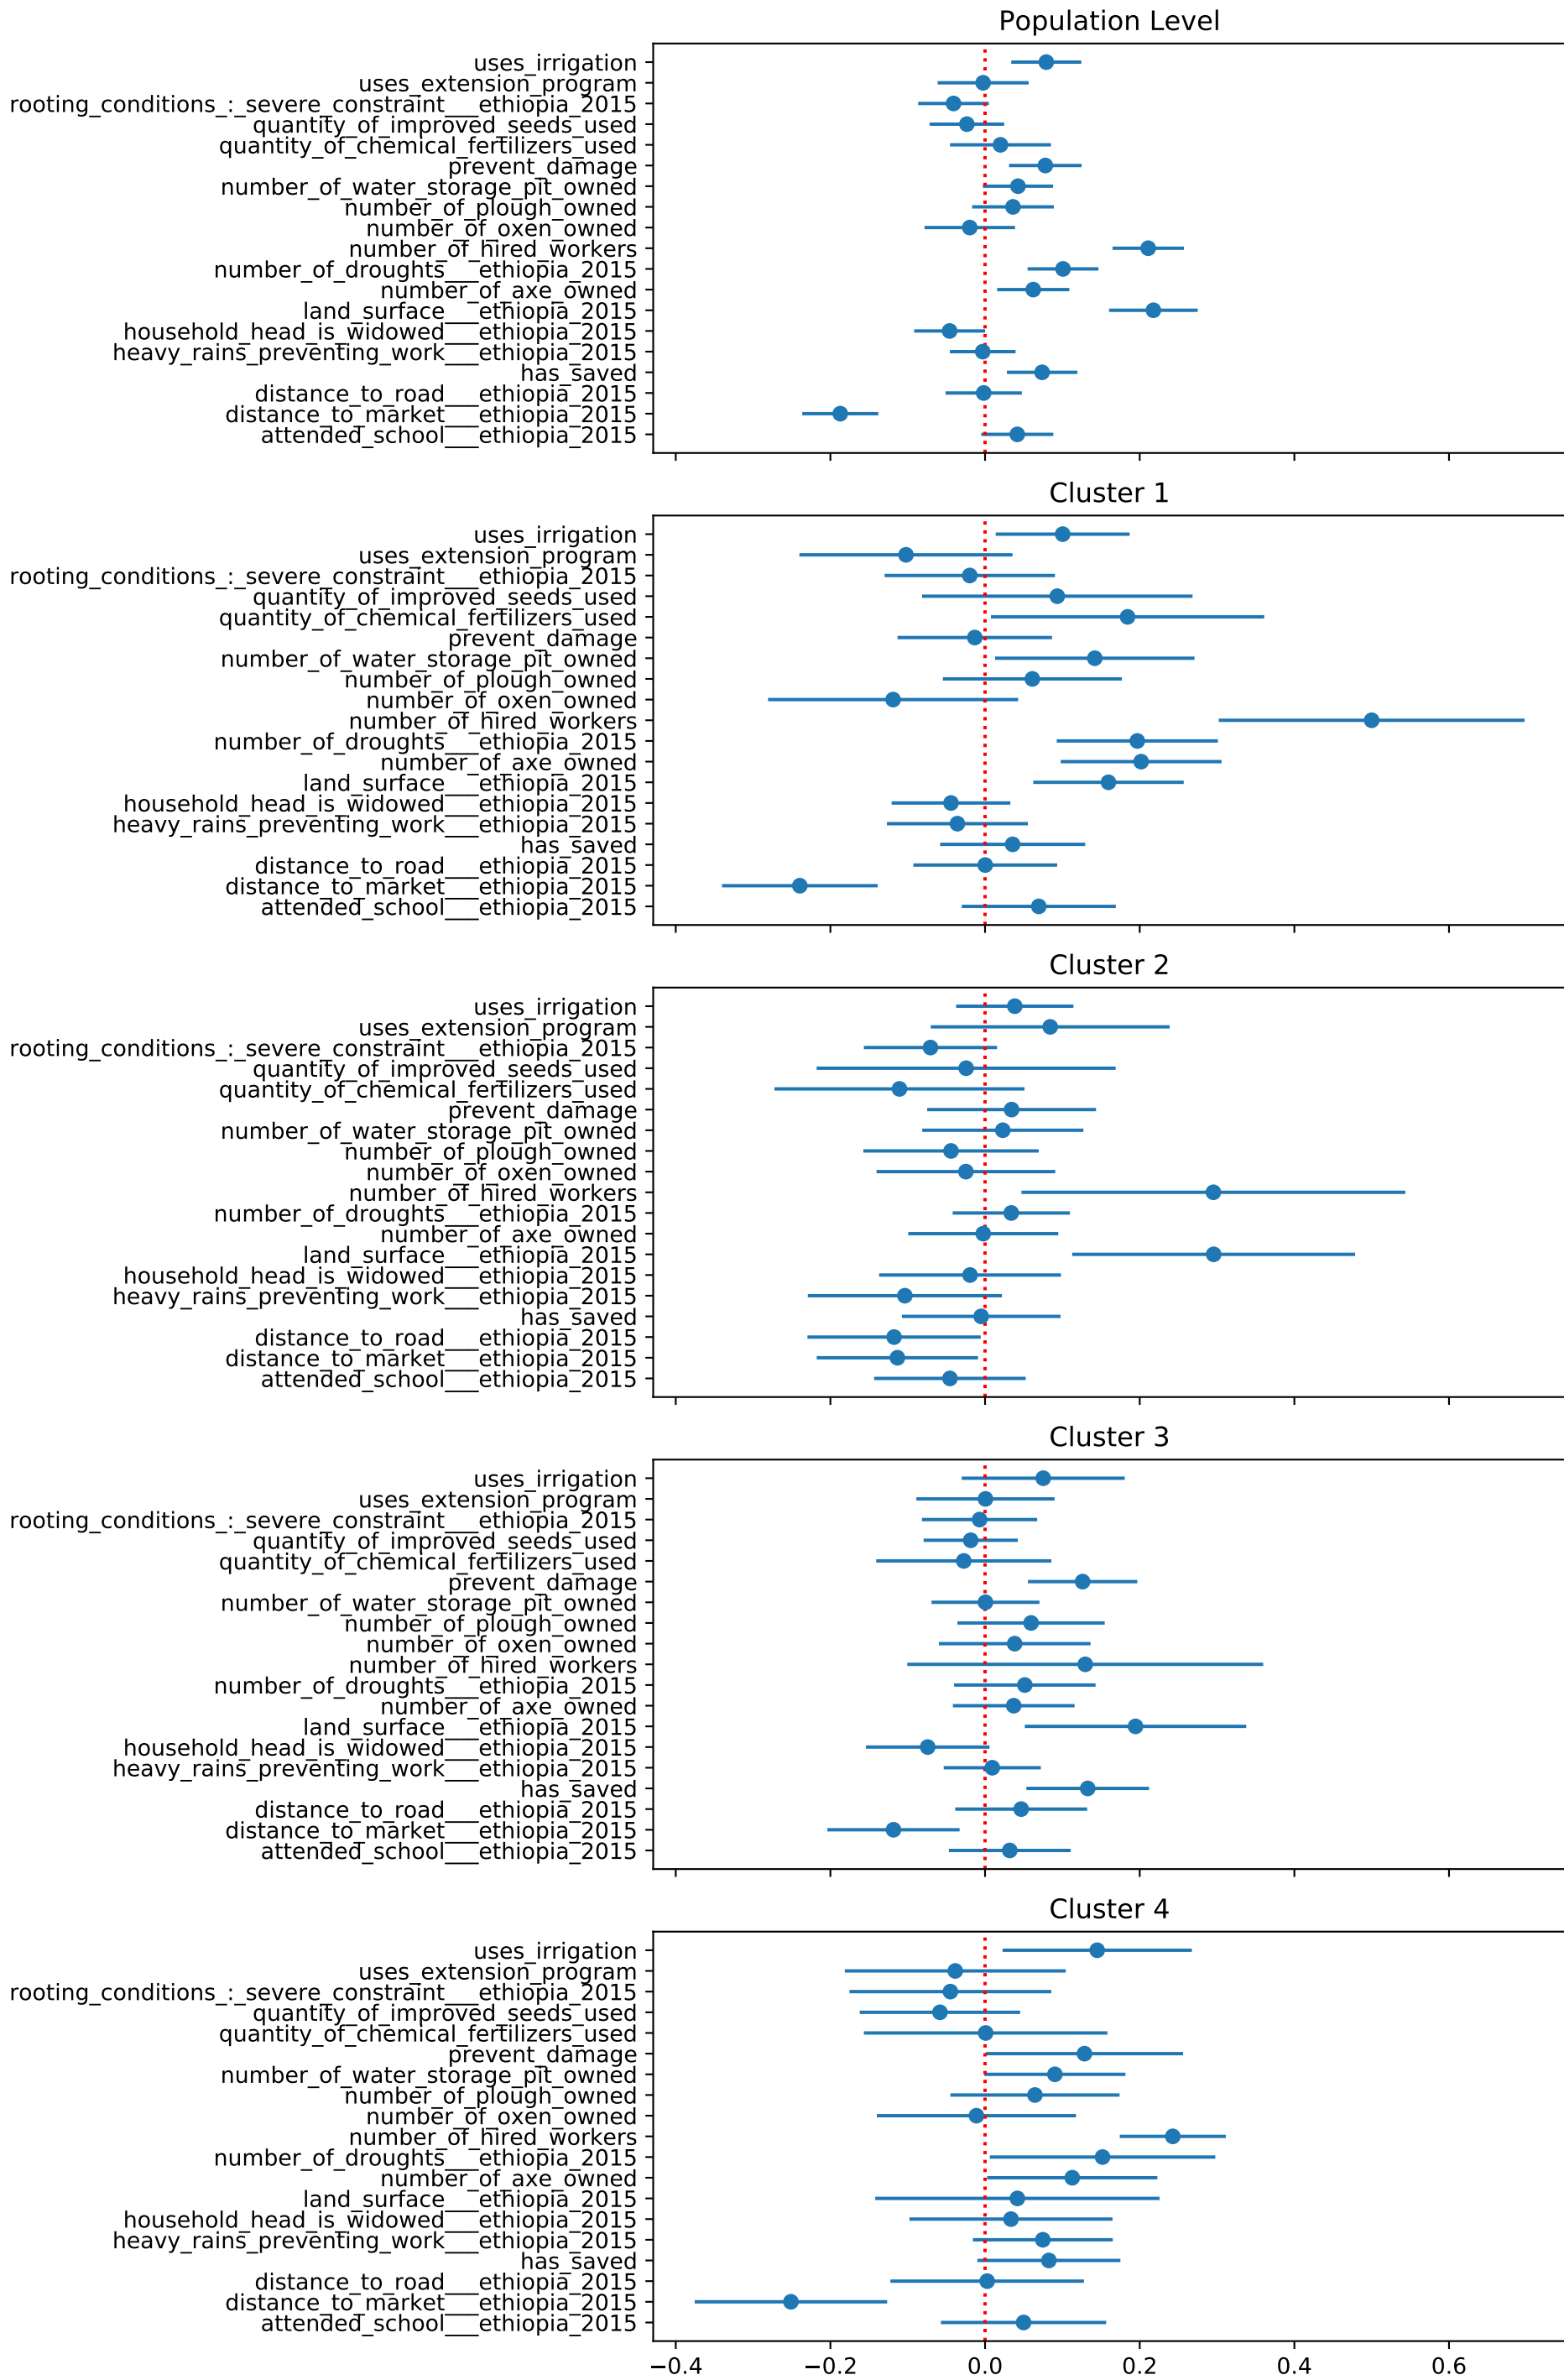 Population Level
uses_irrigation
uses_extension_program
rooting_conditions_:_severe_constraint___ethiopia_2015
quantity_of_improved_seeds_used
quantity_of_chemical_fertilizers_used
prevent_damage
number_of_water_storage_pit_owned
number_of_plough_owned
number_of_oxen_owned
number_of_hired_workers
number_of_droughts___ethiopia_2015
number_of_axe_owned
land_surface___ethiopia_2015
household_head_is_widowed___ethiopia_2015
heavy_rains_preventing_work___ethiopia_2015
has_saved
distance_to_road___ethiopia_2015
distance_to_market___ethiopia_2015
attended_school___ethiopia_2015
Cluster 1
uses_irrigation
uses_extension_program
rooting_conditions_:_severe_constraint___ethiopia_2015
quantity_of_improved_seeds_used
quantity_of_chemical_fertilizers_used
prevent_damage
number_of_water_storage_pit_owned
number_of_plough_owned
number_of_oxen_owned
number_of_hired_workers
number_of_droughts___ethiopia_2015
number_of_axe_owned
land_surface___ethiopia_2015
household_head_is_widowed___ethiopia_2015
heavy_rains_preventing_work___ethiopia_2015
has_saved
distance_to_road___ethiopia_2015
distance_to_market___ethiopia_2015
attended_school___ethiopia_2015
Cluster 2
uses_irrigation
uses_extension_program
rooting_conditions_:_severe_constraint___ethiopia_2015
quantity_of_improved_seeds_used
quantity_of_chemical_fertilizers_used
prevent_damage
number_of_water_storage_pit_owned
number_of_plough_owned
number_of_oxen_owned
number_of_hired_workers
number_of_droughts___ethiopia_2015
number_of_axe_owned
land_surface___ethiopia_2015
household_head_is_widowed___ethiopia_2015
heavy_rains_preventing_work___ethiopia_2015
has_saved
distance_to_road___ethiopia_2015
distance_to_market___ethiopia_2015
attended_school___ethiopia_2015
Cluster 3
uses_irrigation
uses_extension_program
rooting_conditions_:_severe_constraint___ethiopia_2015
quantity_of_improved_seeds_used
quantity_of_chemical_fertilizers_used
prevent_damage
number_of_water_storage_pit_owned
number_of_plough_owned
number_of_oxen_owned
number_of_hired_workers
number_of_droughts___ethiopia_2015
number_of_axe_owned
land_surface___ethiopia_2015
household_head_is_widowed___ethiopia_2015
heavy_rains_preventing_work___ethiopia_2015
has_saved
distance_to_road___ethiopia_2015
distance_to_market___ethiopia_2015
attended_school___ethiopia_2015
Cluster 4
uses_irrigation
uses_extension_program
rooting_conditions_:_severe_constraint___ethiopia_2015
quantity_of_improved_seeds_used
quantity_of_chemical_fertilizers_used
prevent_damage
number_of_water_storage_pit_owned
number_of_plough_owned
number_of_oxen_owned
number_of_hired_workers
number_of_droughts___ethiopia_2015
number_of_axe_owned
land_surface___ethiopia_2015
household_head_is_widowed___ethiopia_2015
heavy_rains_preventing_work___ethiopia_2015
has_saved
distance_to_road___ethiopia_2015
distance_to_market___ethiopia_2015
attended_school___ethiopia_2015
−0.4 −0.2 0.0 0.2 0.4 0.6